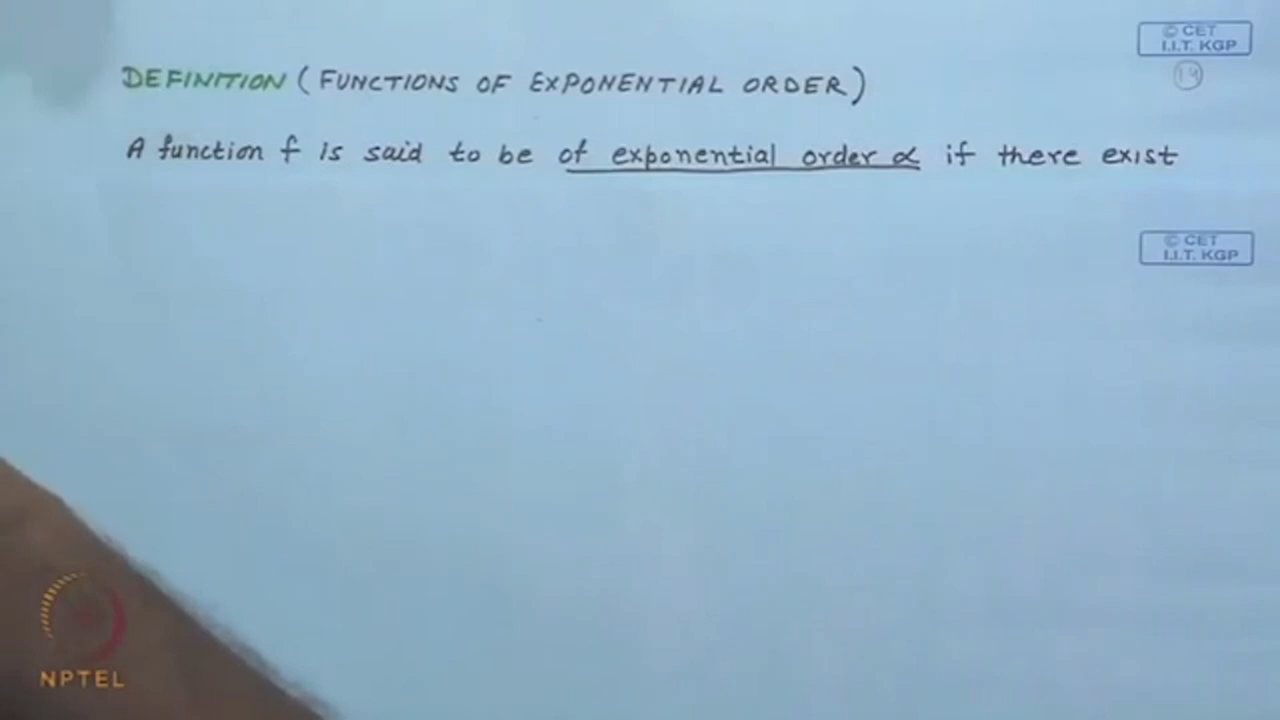 © CET
I.I.T. KGP
14
DEFINITION (FUNCTIONS OF EXPONENTIAL ORDER)
A function f is said to be of exponential order α if there exist
© CET
I.I.T. KGP
NPTEL